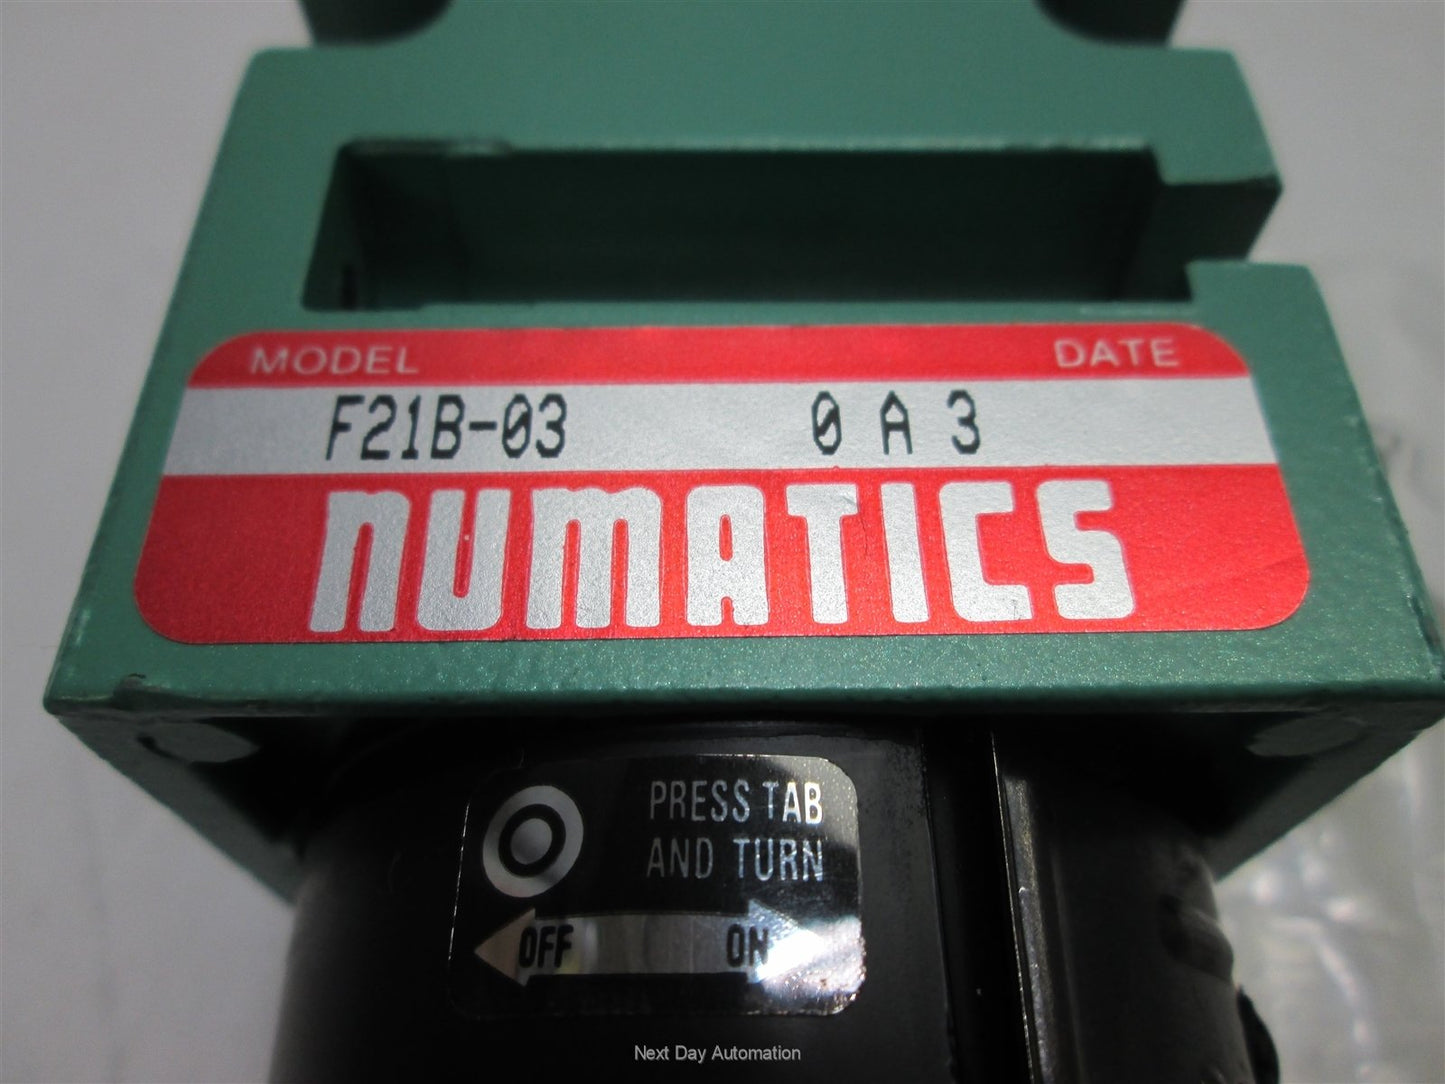 MODEL DATE
F21B-03 0 A 3
NUMATICS
PRESS TAB
AND TURN
OFF ON
Next Day Automation